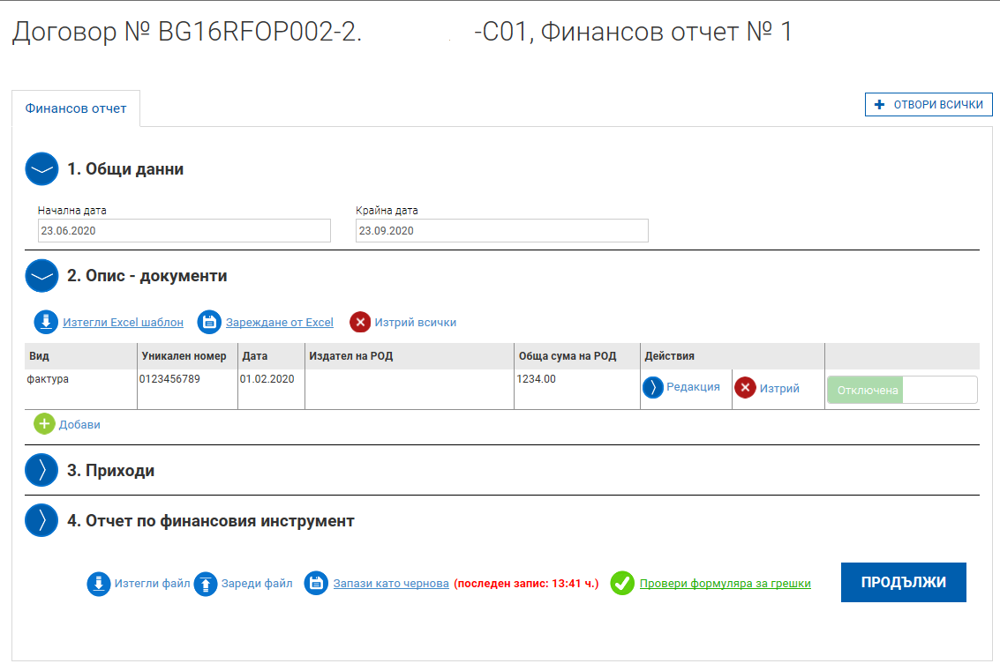 Договор № BG16RFOP002-2. -C01, Финансов отчет № 1
Финансов отчет
ОТВОРИ ВСИЧКИ
1. Общи данни
Начална дата Крайна дата
23.06.2020 23.09.2020
2. Опис - документи
Изтегли Excel шаблон Зареждане от Excel Изтрий всички
Вид Уникален номер Дата Издател на РОД Обща сума на РОД Действия
фактура 0123456789 01.02.2020 1234.00 Редакция Изтрий Отключена
Добави
3. Приходи
4. Отчет по финансовия инструмент
Изтегли файл Зареди файл Запази като чернова (последен запис: 13:41 ч.) Провери формуляра за грешки ПРОДЪЛЖИ